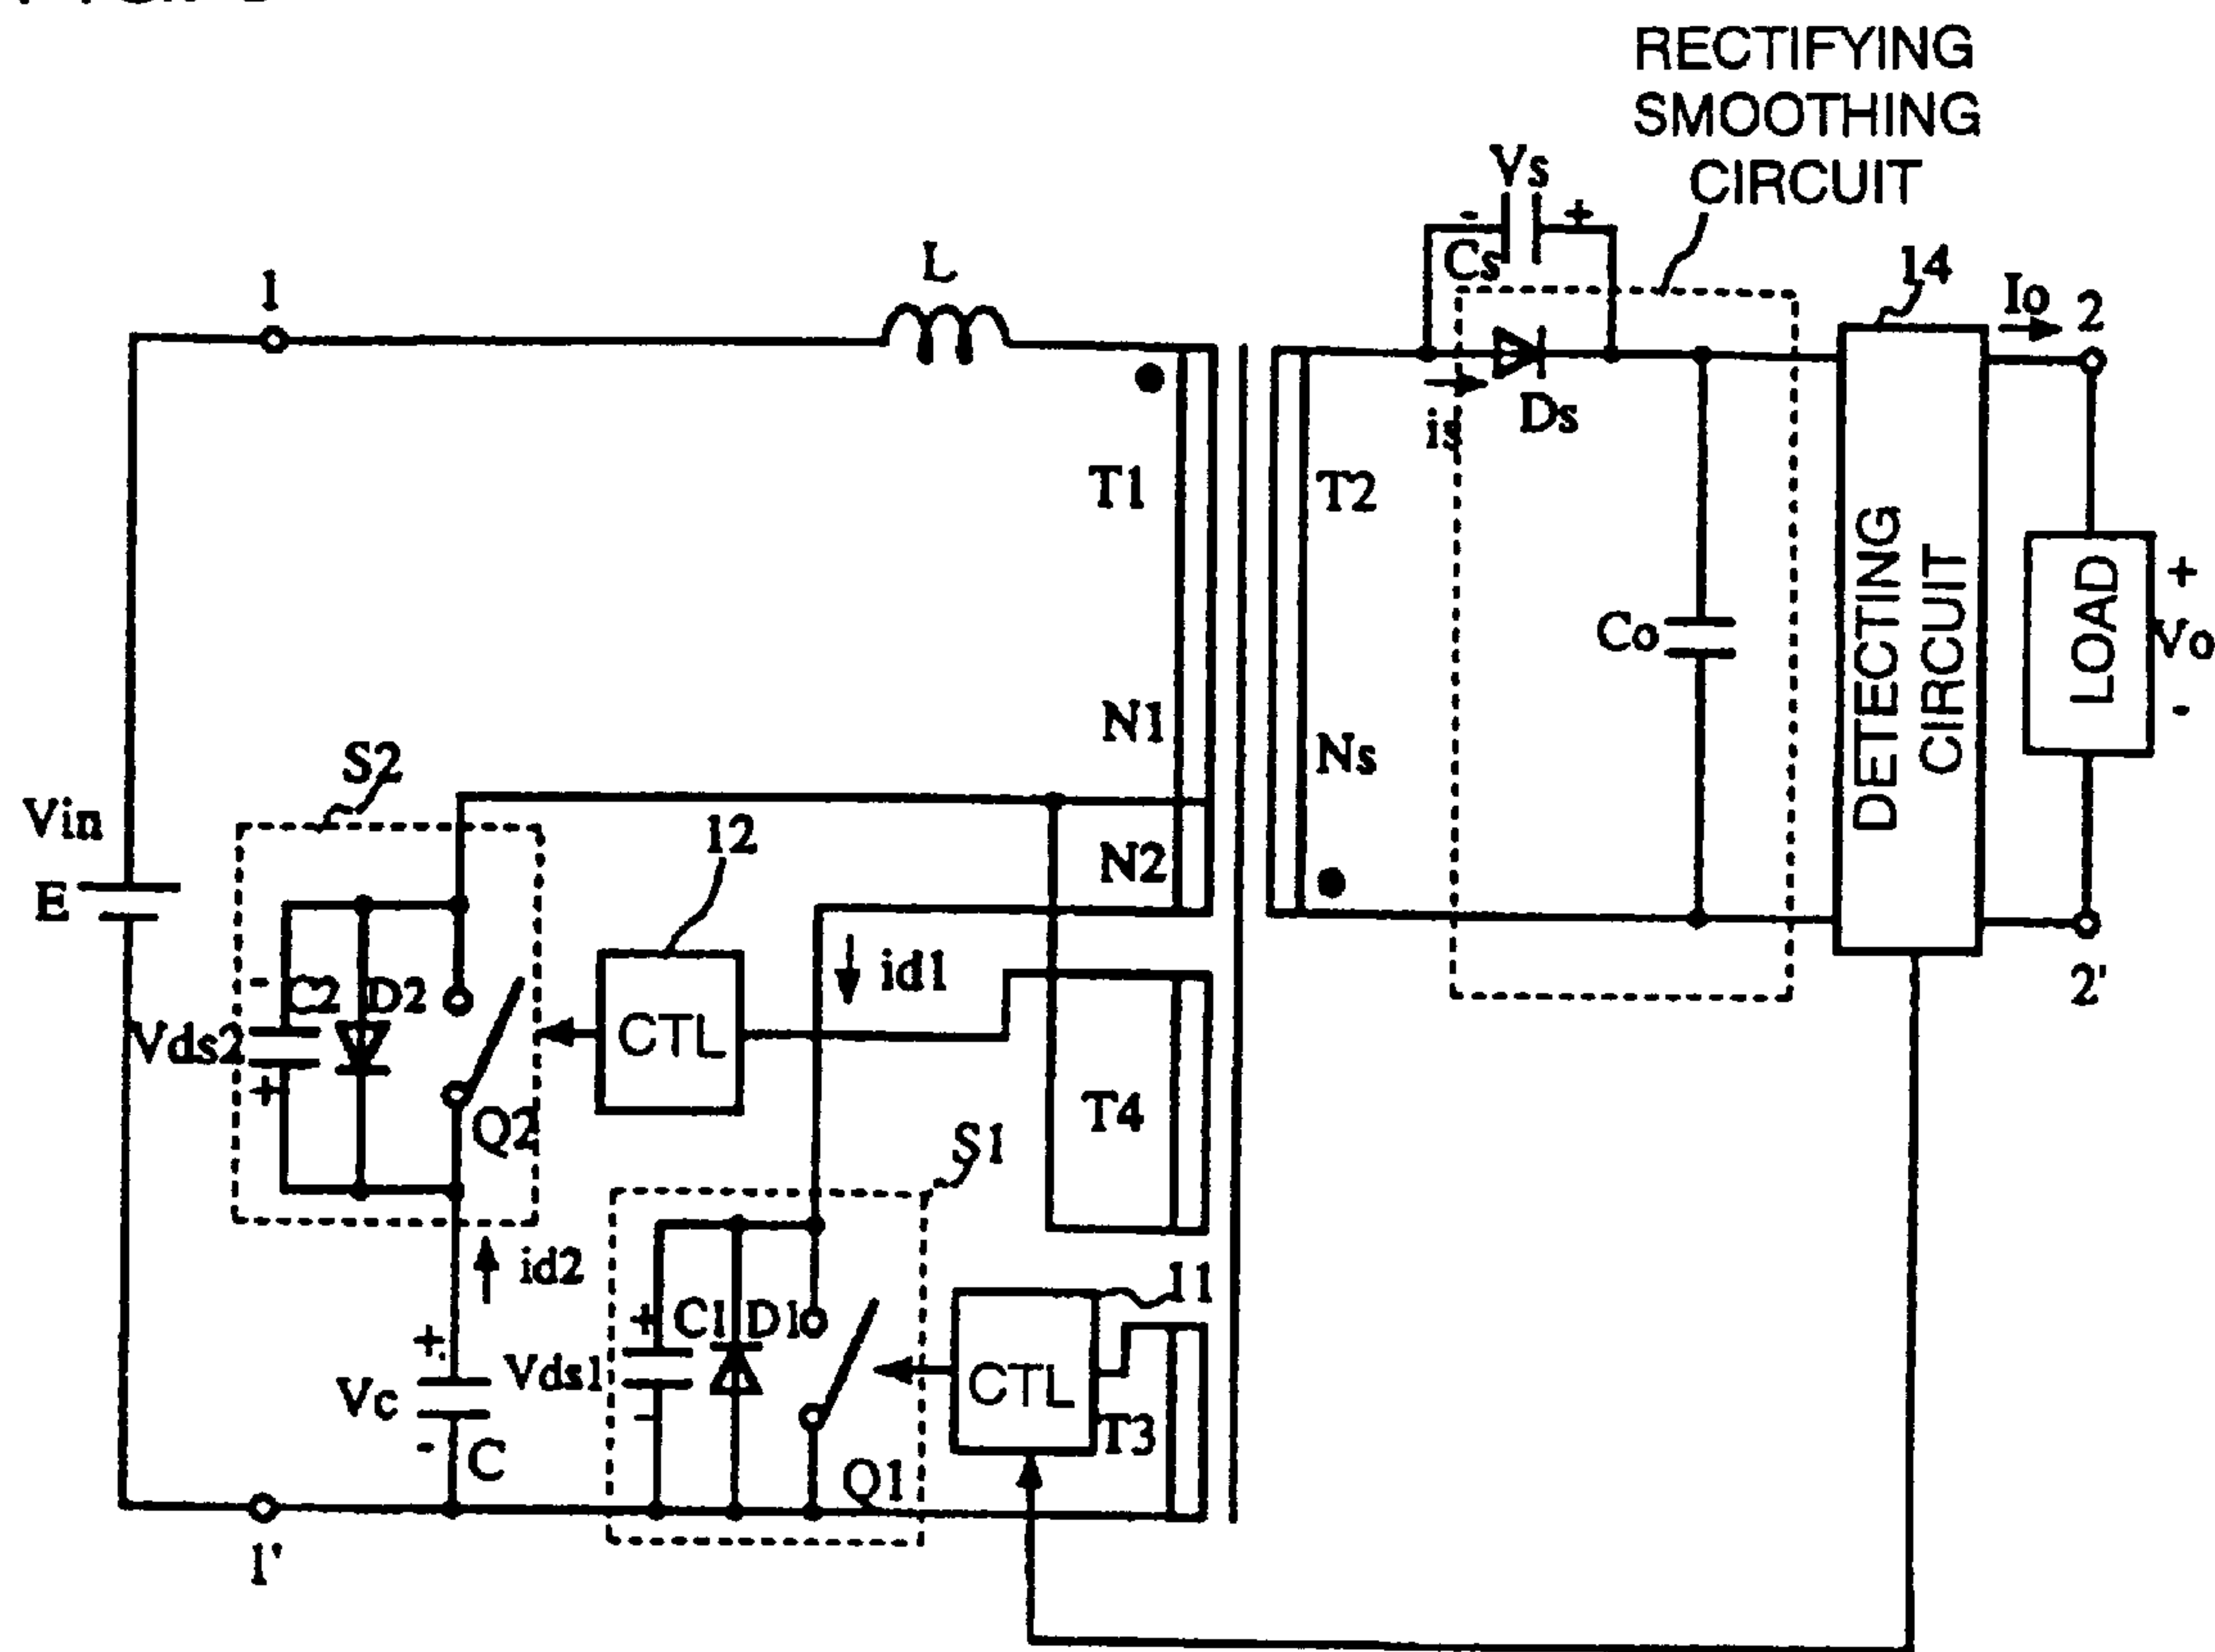 RECTIFYING
SMOOTHING
CIRCUIT
Vs
- +
Cs
L
1
14
Io
2
is
Ds
T1
T2
DETECTING
CIRCUIT
LOAD
+
Vo
-
Co
N1
Ns
S2
Vin
12
N2
E
id1
2'
- C2 D2
CTL
Vds2
+
T4
Q2
S1
id2
11
+ C1 D1
+
Vds1
CTL
Vc
-
T3
- C
Q1
1'